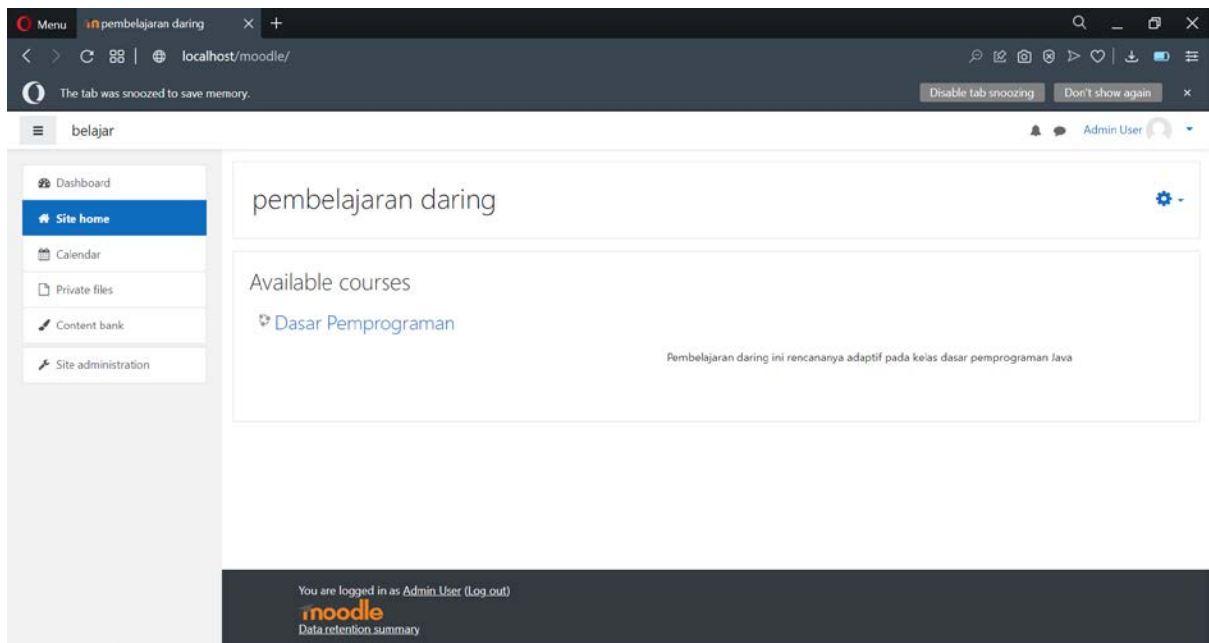 Menu
pembelajaran daring
localhost/moodle/
The tab was snoozed to save memory.
Disable tab snoozing
Don't show again
belajar
Admin User
Dashboard
Site home
Calendar
Private files
Content bank
Site administration
pembelajaran daring
Available courses
Dasar Pemprograman
Pembelajaran daring ini rencananya adaptif pada kelas dasar pemprograman Java
You are logged in as Admin User (Log out)
moodle
Data retention summary